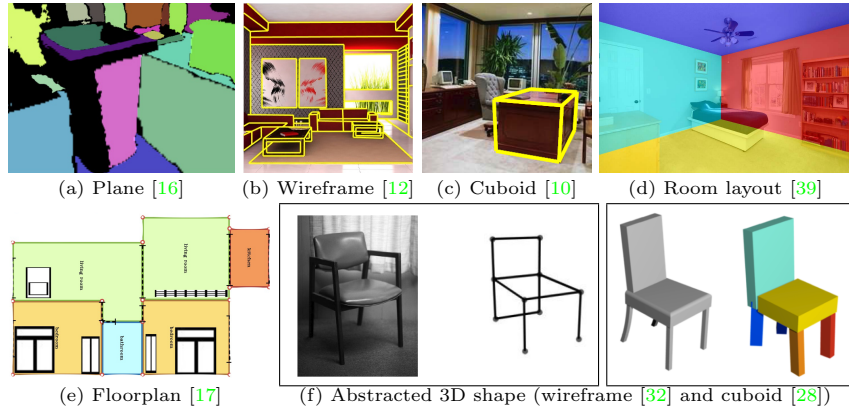 (a) Plane [16]
(b) Wireframe [12]
(c) Cuboid [10]
(d) Room layout [39]
living room
living room
kitchen
bedroom
bathroom
bedroom
(e) Floorplan [17]
(f) Abstracted 3D shape (wireframe [32] and cuboid [28])